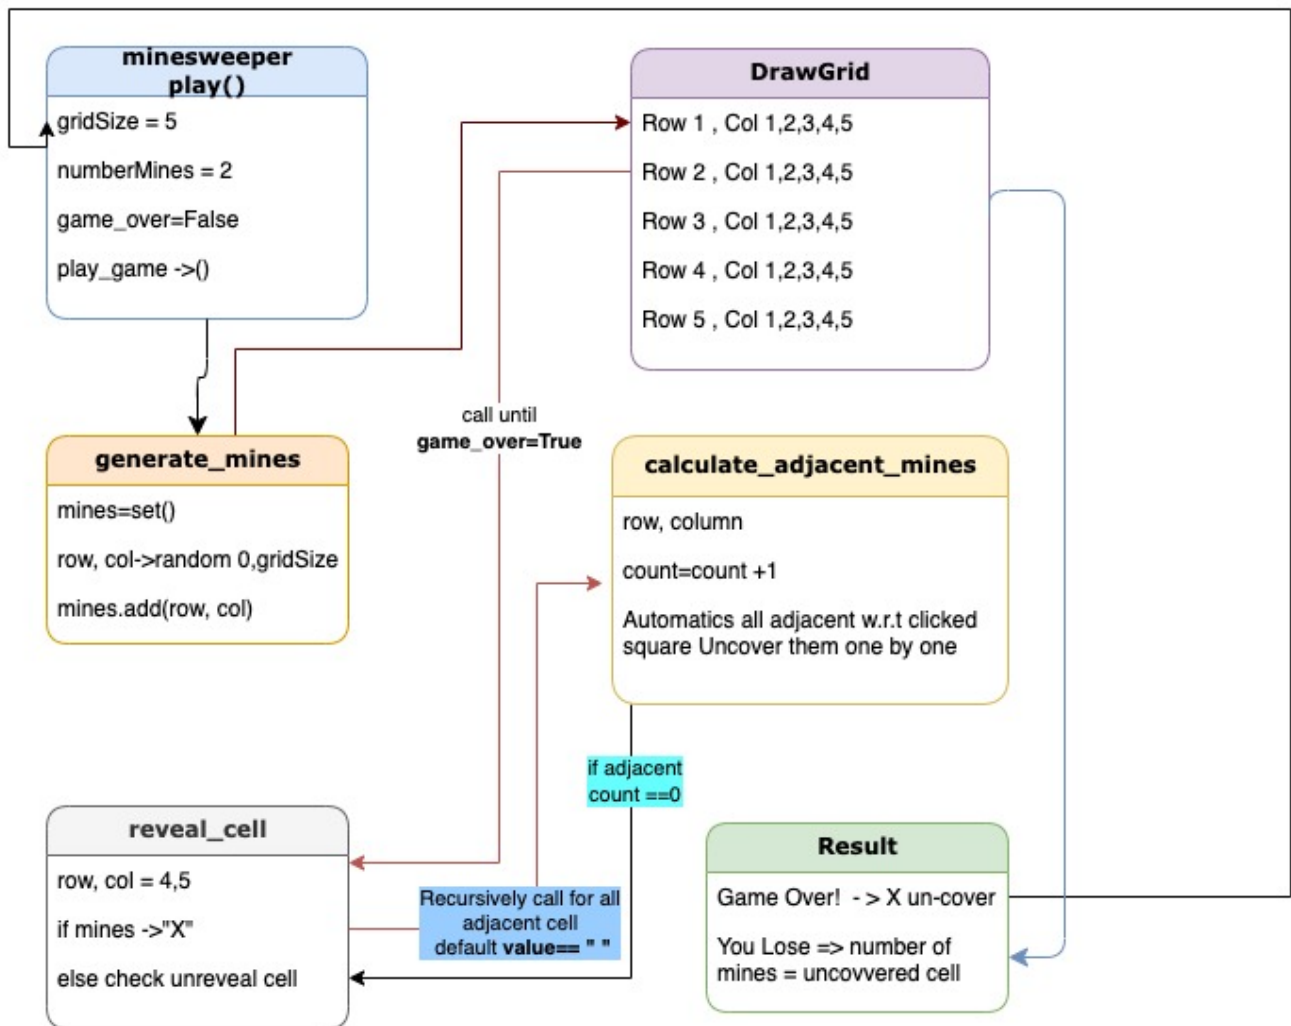 minesweeper
play()
gridSize = 5
numberMines = 2
game_over=False
play_game ->()
DrawGrid
Row 1 , Col 1,2,3,4,5
Row 2 , Col 1,2,3,4,5
Row 3 , Col 1,2,3,4,5
Row 4 , Col 1,2,3,4,5
Row 5 , Col 1,2,3,4,5
call until
game_over=True
generate_mines
mines=set()
row, col->random 0,gridSize
mines.add(row, col)
calculate_adjacent_mines
row, column
count=count +1
Automatics all adjacent w.r.t clicked
square Uncover them one by one
if adjacent
count ==0
reveal_cell
row, col = 4,5
if mines ->"X"
else check unreveal cell
Recursively call for all
adjacent cell
default value== " "
Result
Game Over!  - > X un-cover
You Lose => number of
mines = uncovvered cell